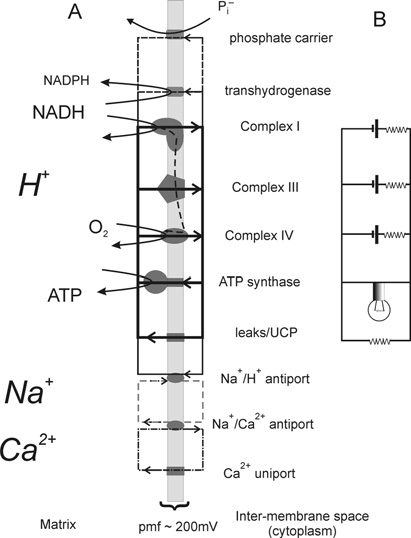 A
B
Pi–
phosphate carrier
NADPH
transhydrogenase
NADH
Complex I
H+
Complex III
O2
Complex IV
ATP
ATP synthase
leaks/UCP
Na+/H+ antiport
Na+
Na+/Ca2+ antiport
Ca2+
Ca2+ uniport
Matrix
pmf ~ 200mV
Inter-membrane space
(cytoplasm)